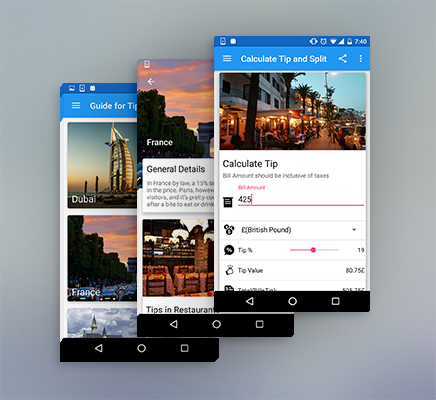 Guide for Tip
Dubai
France
France
General Details
In France by law, a 15% se
in the price. Paris, howeve
visitors, and it's pretty co
after a bite to eat or drink
Tips in Restaurant
7:40
Calculate Tip and Split
Calculate Tip
Bill Amount should be inclusive of taxes
Bill Amount
425
£(British Pound)
Tip %
19
Tip Value
80.75£
Total(Bill+Tip)
505.75£